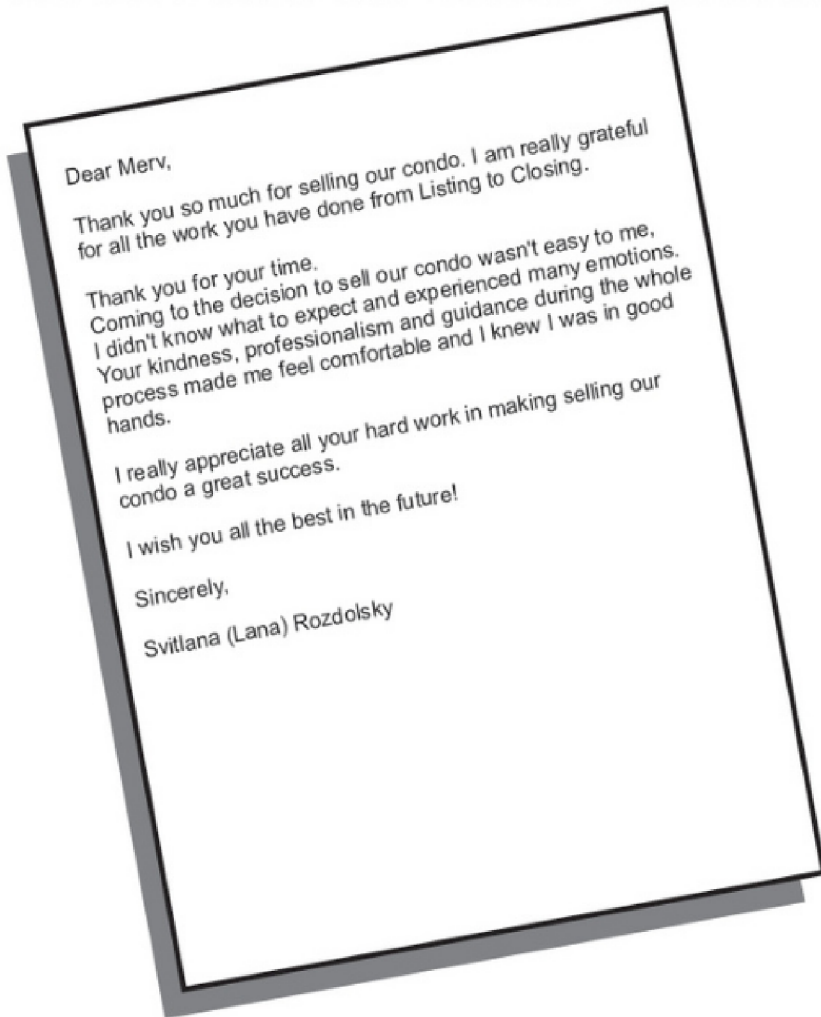 Dear Merv,
Thank you so much for selling our condo. I am really grateful
for all the work you have done from Listing to Closing.
Thank you for your time.
Coming to the decision to sell our condo wasn't easy to me,
I didn't know what to expect and experienced many emotions.
Your kindness, professionalism and guidance during the whole
process made me feel comfortable and I knew I was in good
hands.
I really appreciate all your hard work in making selling our
condo a great success.
I wish you all the best in the future!
Sincerely,
Svitlana (Lana) Rozdolsky